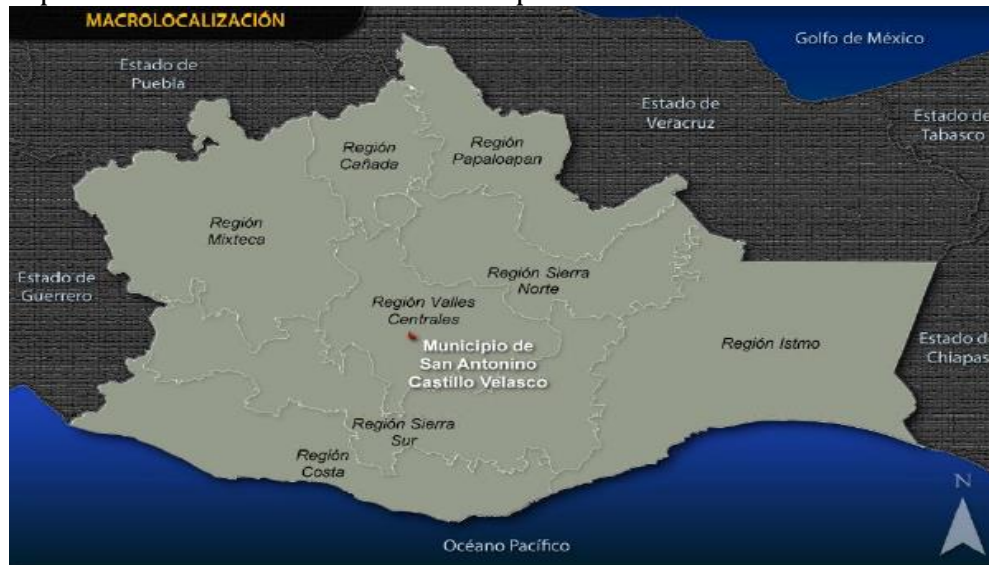 MACROLOCALIZACIÓN
Golfo de México
Estado de
Puebla
Estado de
Veracruz
Estado de
Tabasco
Región
Cañada
Región
Papaloapan
Región
Mixteca
Estado de
Guerrero
Región Sierra
Norte
Región Valles
Centrales
Municipio de
San Antonino
Castillo Velasco
Región Istmo
Estado de
Chiapas
Región Sierra
Sur
Región
Costa
N
Océano Pacífico